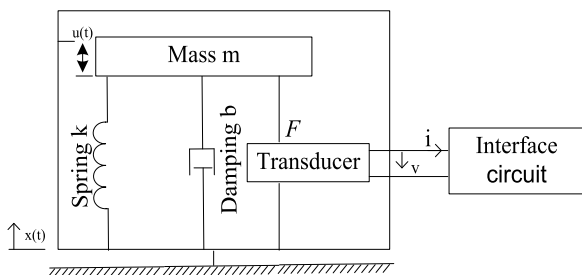 u(t)
Mass m
Spring k
Damping b
F
Transducer
i
v
Interface
circuit
x(t)